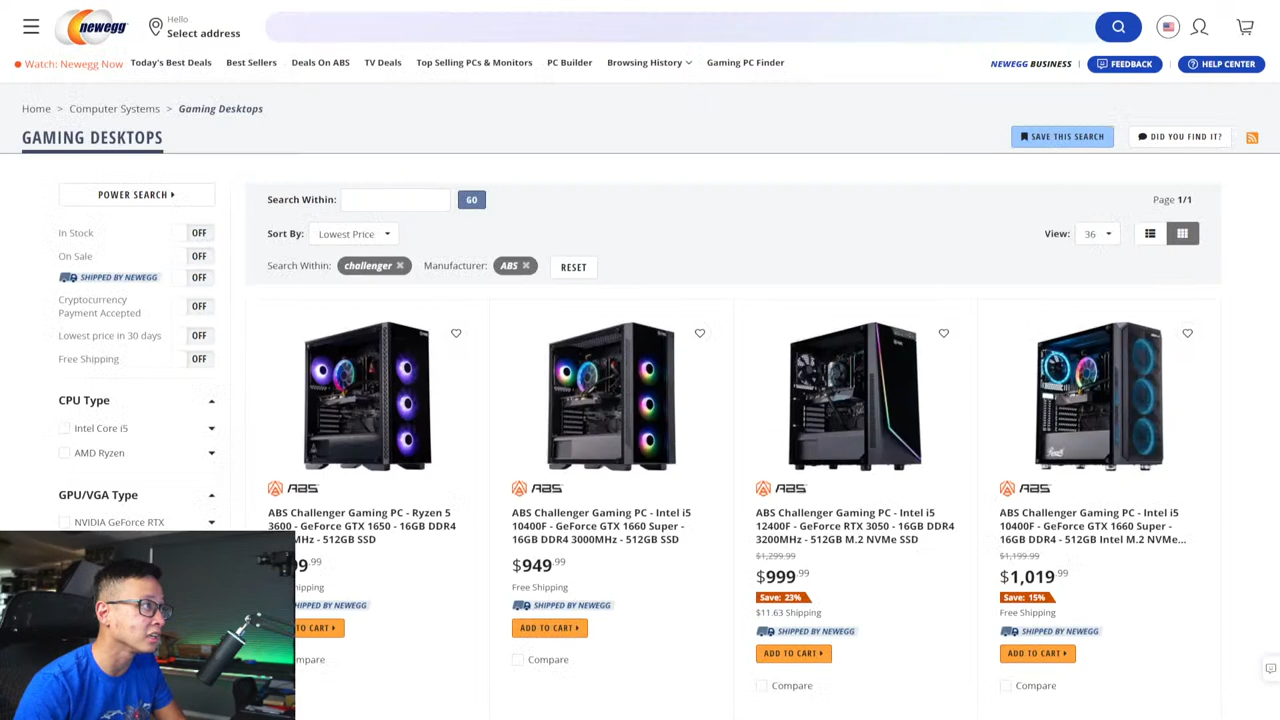 newegg
Hello
Select address
Watch: Newegg Now
Today's Best Deals
Best Sellers
Deals On ABS
TV Deals
Top Selling PCs & Monitors
PC Builder
Browsing History
Gaming PC Finder
NEWEGG BUSINESS
FEEDBACK
HELP CENTER
Home > Computer Systems > Gaming Desktops
GAMING DESKTOPS
SAVE THIS SEARCH
DID YOU FIND IT?
POWER SEARCH
In Stock OFF
On Sale OFF
SHIPPED BY NEWEGG OFF
Cryptocurrency
Payment Accepted OFF
Lowest price in 30 days OFF
Free Shipping OFF
CPU Type
Intel Core i5
AMD Ryzen
GPU/VGA Type
NVIDIA GeForce RTX
Search Within: GO
Page 1/1
Sort By: Lowest Price
View: 36
Search Within: challenger Manufacturer: ABS RESET
ABS
ABS Challenger Gaming PC - Ryzen 5
3600 - GeForce GTX 1650 - 16GB DDR4
MHz - 512GB SSD
99.99
hipping
SHIPPED BY NEWEGG
TO CART
mpare
ABS
ABS Challenger Gaming PC - Intel i5
10400F - GeForce GTX 1660 Super -
16GB DDR4 3000MHz - 512GB SSD
$949.99
Free Shipping
SHIPPED BY NEWEGG
ADD TO CART
Compare
ABS
ABS Challenger Gaming PC - Intel i5
12400F - GeForce RTX 3050 - 16GB DDR4
3200MHz - 512GB M.2 NVMe SSD
$1,299.99
$999.99
Save: 23%
$11.63 Shipping
SHIPPED BY NEWEGG
ADD TO CART
Compare
ABS
ABS Challenger Gaming PC - Intel i5
10400F - GeForce GTX 1660 Super -
16GB DDR4 - 512GB Intel M.2 NVMe...
$1,199.99
$1,019.99
Save: 15%
Free Shipping
SHIPPED BY NEWEGG
ADD TO CART
Compare